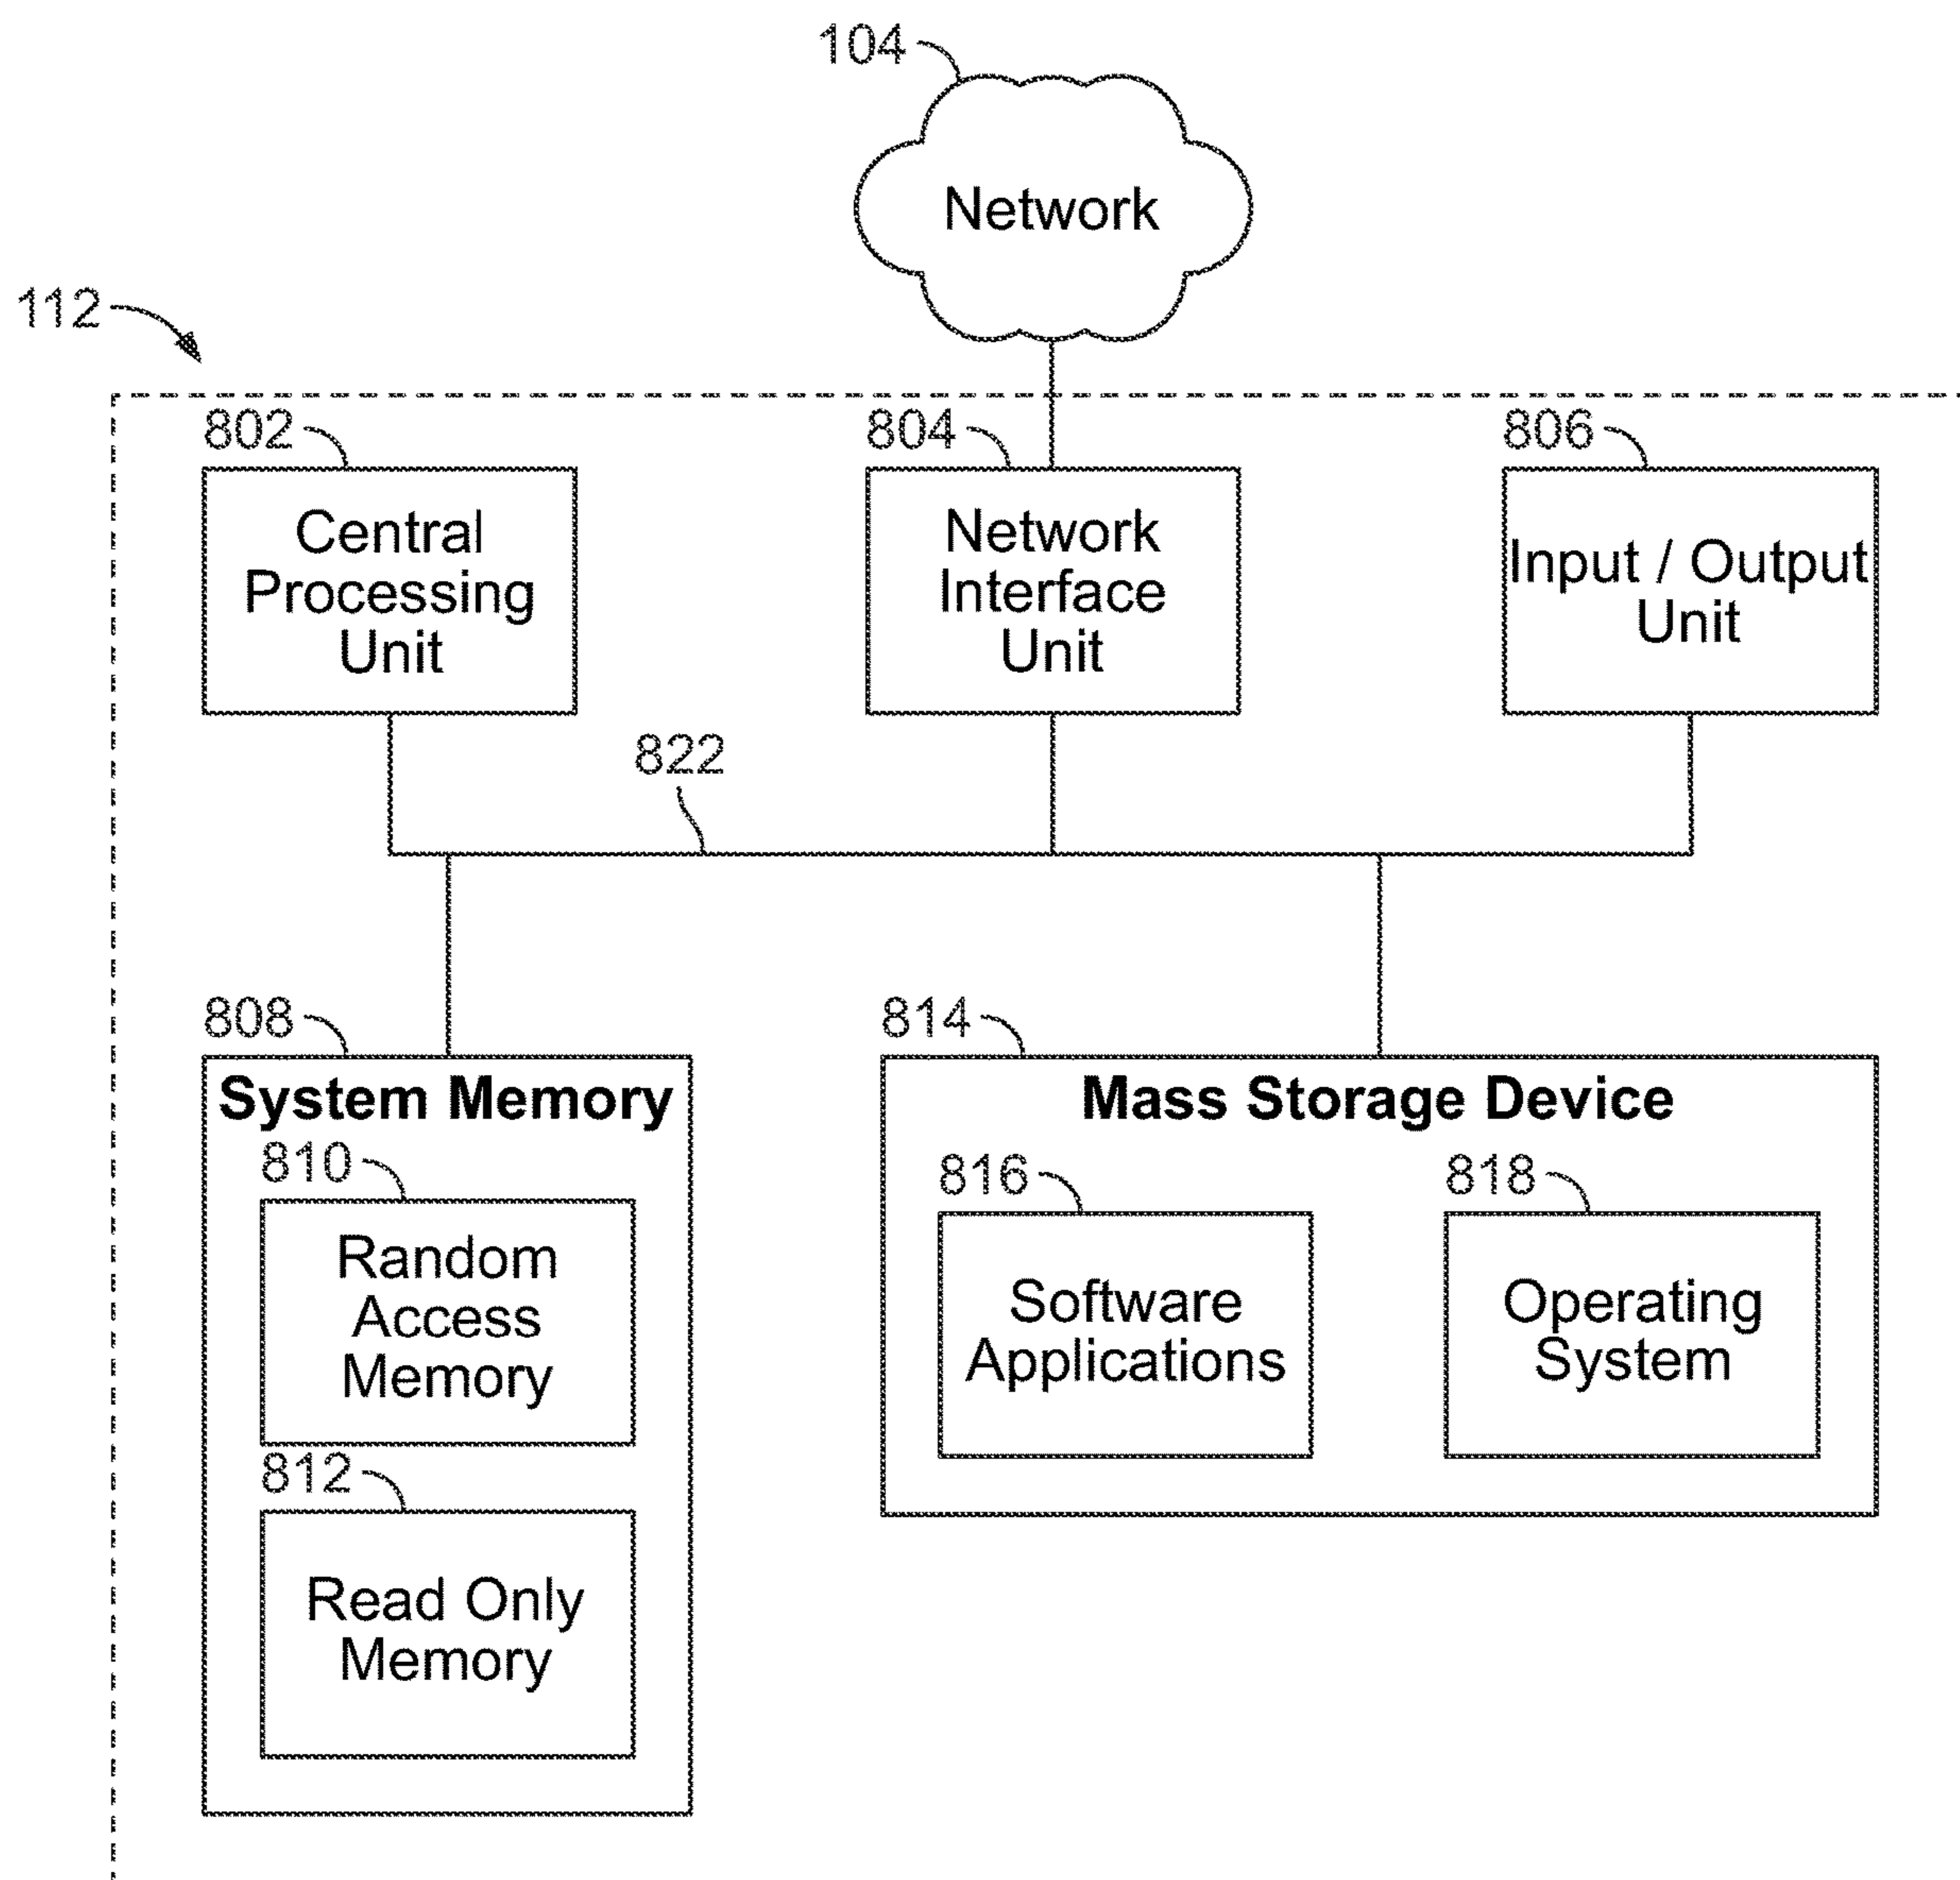 104
Network
112
802
804
806
Central
Processing
Unit
Network
Interface
Unit
Input / Output
Unit
822
808
814
System Memory
Mass Storage Device
810
816
818
Random
Access
Memory
Software
Applications
Operating
System
812
Read Only
Memory